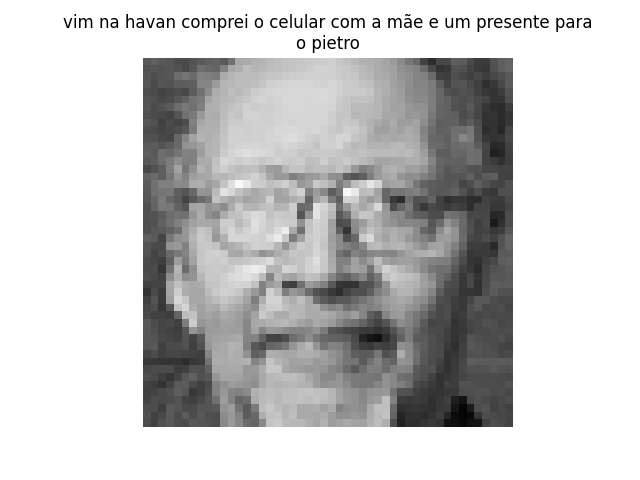 vim na havan comprei o celular com a mãe e um presente para
o pietro